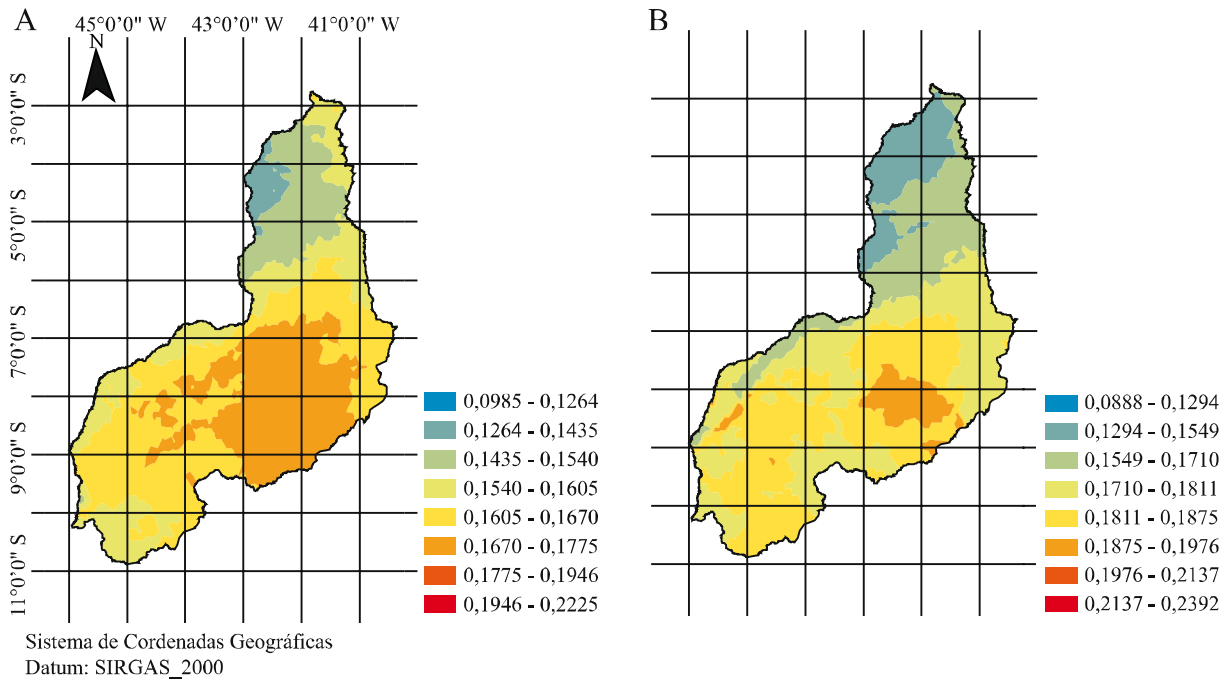 A
B
45°0'0" W
43°0'0" W
41°0'0" W
N
3°0'0" S
5°0'0" S
7°0'0" S
9°0'0" S
11°0'0" S
0,0985 - 0,1264
0,1264 - 0,1435
0,1435 - 0,1540
0,1540 - 0,1605
0,1605 - 0,1670
0,1670 - 0,1775
0,1775 - 0,1946
0,1946 - 0,2225
0,0888 - 0,1294
0,1294 - 0,1549
0,1549 - 0,1710
0,1710 - 0,1811
0,1811 - 0,1875
0,1875 - 0,1976
0,1976 - 0,2137
0,2137 - 0,2392
Sistema de Cordenadas Geográficas
Datum: SIRGAS_2000